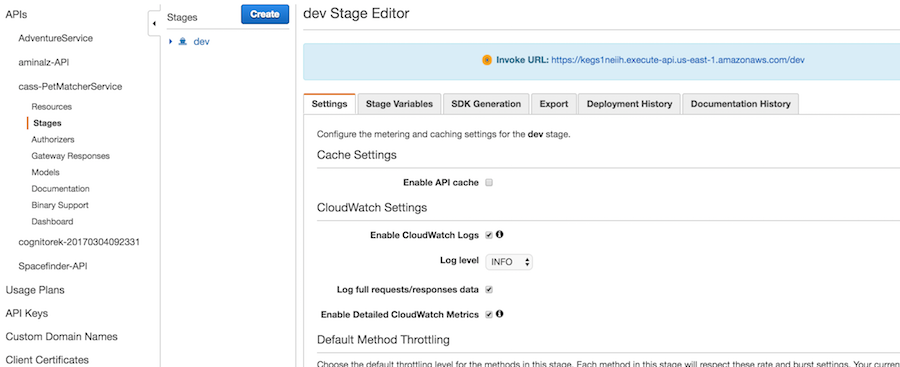 APIs
AdventureService
aminalz-API
cass-PetMatcherService
Resources
Stages
Authorizers
Gateway Responses
Models
Documentation
Binary Support
Dashboard
cognitorek-20170304092331
Spacefinder-API
Usage Plans
API Keys
Custom Domain Names
Client Certificates
Stages
Create
dev
dev Stage Editor
Invoke URL: https://kegs1neiih.execute-api.us-east-1.amazonaws.com/dev
Settings
Stage Variables
SDK Generation
Export
Deployment History
Documentation History
Configure the metering and caching settings for the dev stage.
Cache Settings
Enable API cache
CloudWatch Settings
Enable CloudWatch Logs
Log level
INFO
Log full requests/responses data
Enable Detailed CloudWatch Metrics
Default Method Throttling
Choose the default throttling level for the methods in this stage. Each method in this stage will respect these rate and burst settings. Your curren